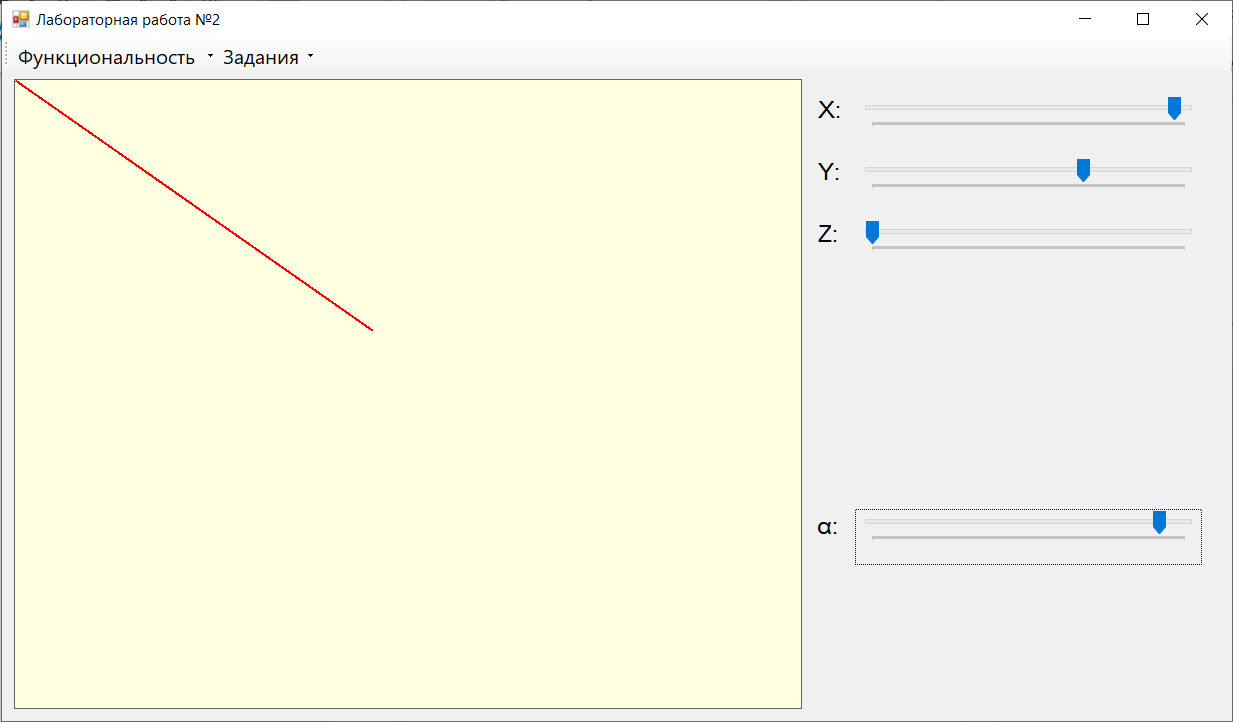 Лабораторная работа №2
Функциональность Задания
X:
Y:
Z:
α: